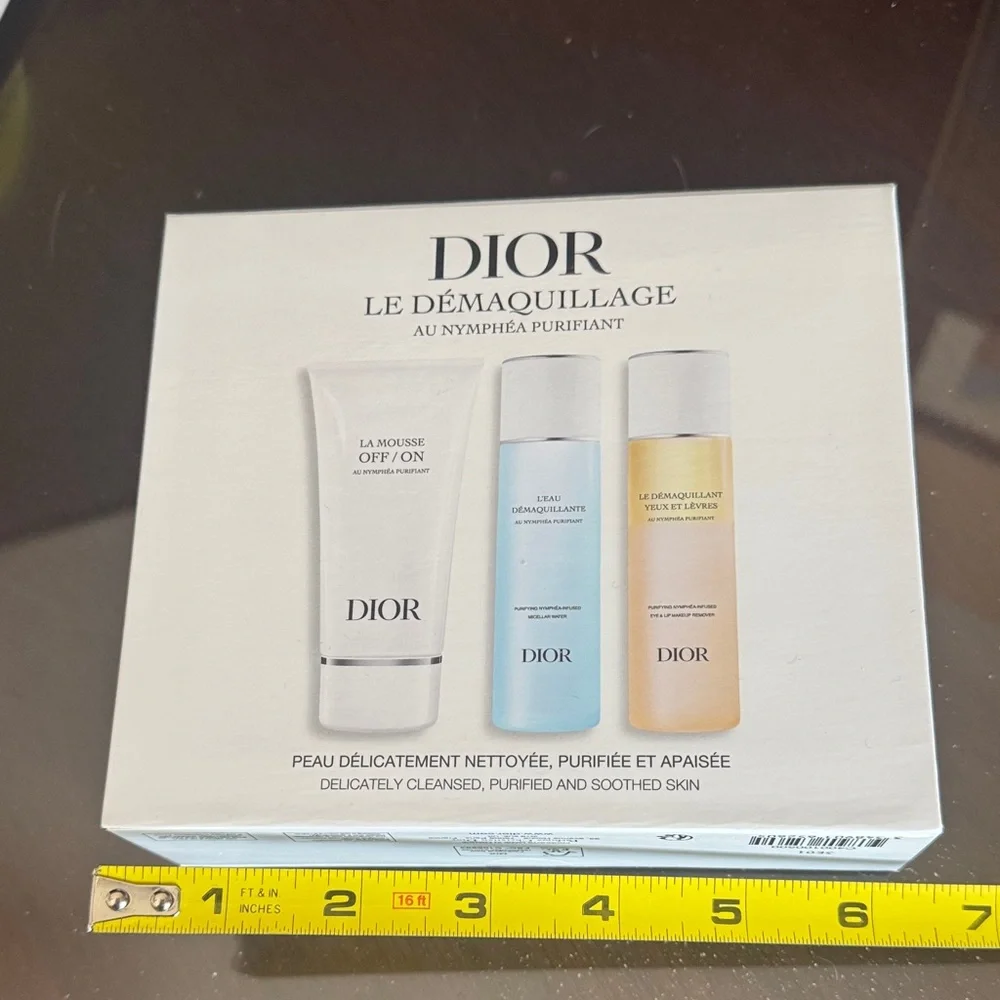 DIOR
LE DÉMAQUILLAGE
AU NYMPHÉA PURIFIANT
LA MOUSSE
OFF / ON
AU NYMPHÉA PURIFIANT
DIOR
L'EAU
DÉMAQUILLANTE
AU NYMPHÉA PURIFIANT
PURIFYING NYMPHÉA-INFUSED
MICELLAR WATER
DIOR
LE DÉMAQUILLANT
YEUX ET LÈVRES
AU NYMPHÉA PURIFIANT
PURIFYING NYMPHÉA-INFUSED
EYE & LIP MAKEUP REMOVER
DIOR
PEAU DÉLICATEMENT NETTOYÉE, PURIFIÉE ET APAISÉE
DELICATELY CLEANSED, PURIFIED AND SOOTHED SKIN
www.dior.com
1 FT & IN 2 16 ft 3 4 5 6 7
INCHES